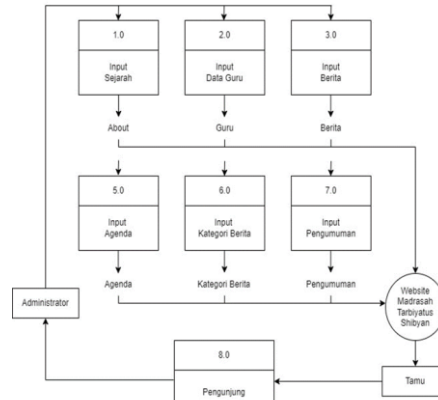 1.0
2.0
3.0
Input
Sejarah
Input
Data Guru
Input
Berita
About
Guru
Berita
5.0
6.0
7.0
Input
Agenda
Input
Kategori Berita
Input
Pengumuman
Agenda
Kategori Berita
Pengumuman
Administrator
Website
Madrasah
Tarbiyatus
Shibyan
8.0
Pengunjung
Tamu